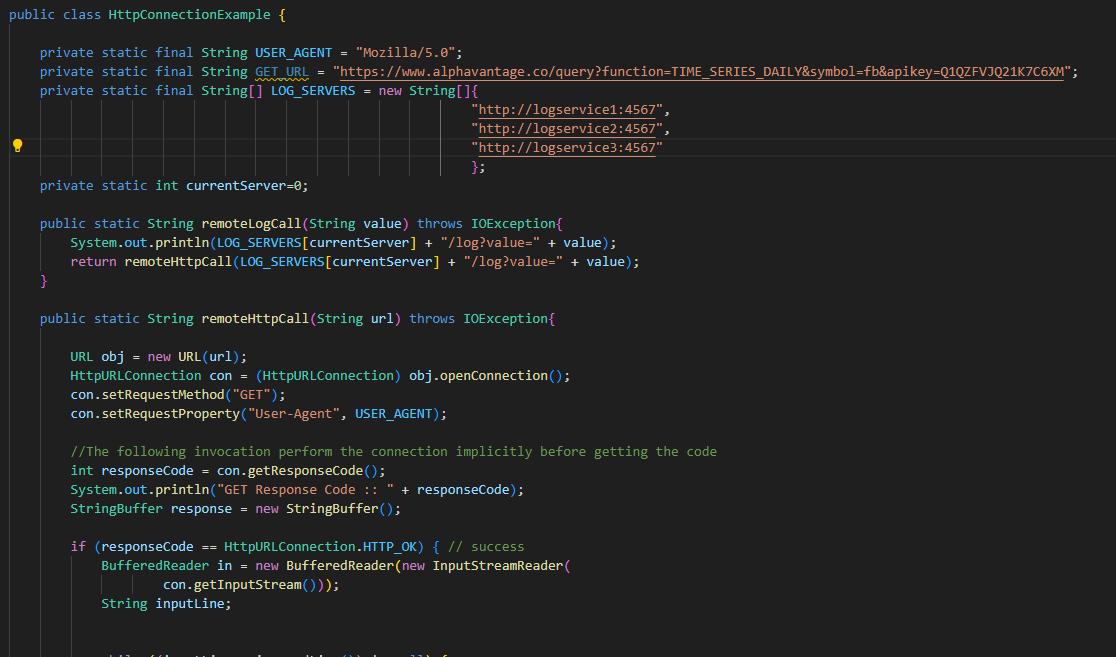 public class HttpConnectionExample {
private static final String USER_AGENT = "Mozilla/5.0";
private static final String GET_URL = "https://www.alphavantage.co/query?function=TIME_SERIES_DAILY&symbol=fb&apikey=Q1QZFVJQ21K7C6XM";
private static final String[] LOG_SERVERS = new String[]{
"http://logservice1:4567",
"http://logservice2:4567",
"http://logservice3:4567"
};
private static int currentServer=0;
public static String remoteLogCall(String value) throws IOException{
System.out.println(LOG_SERVERS[currentServer] + "/log?value=" + value);
return remoteHttpCall(LOG_SERVERS[currentServer] + "/log?value=" + value);
}
public static String remoteHttpCall(String url) throws IOException{
URL obj = new URL(url);
HttpURLConnection con = (HttpURLConnection) obj.openConnection();
con.setRequestMethod("GET");
con.setRequestProperty("User-Agent", USER_AGENT);
//The following invocation perform the connection implicitly before getting the code
int responseCode = con.getResponseCode();
System.out.println("GET Response Code :: " + responseCode);
StringBuffer response = new StringBuffer();
if (responseCode == HttpURLConnection.HTTP_OK) { // success
BufferedReader in = new BufferedReader(new InputStreamReader(
con.getInputStream()));
String inputLine;